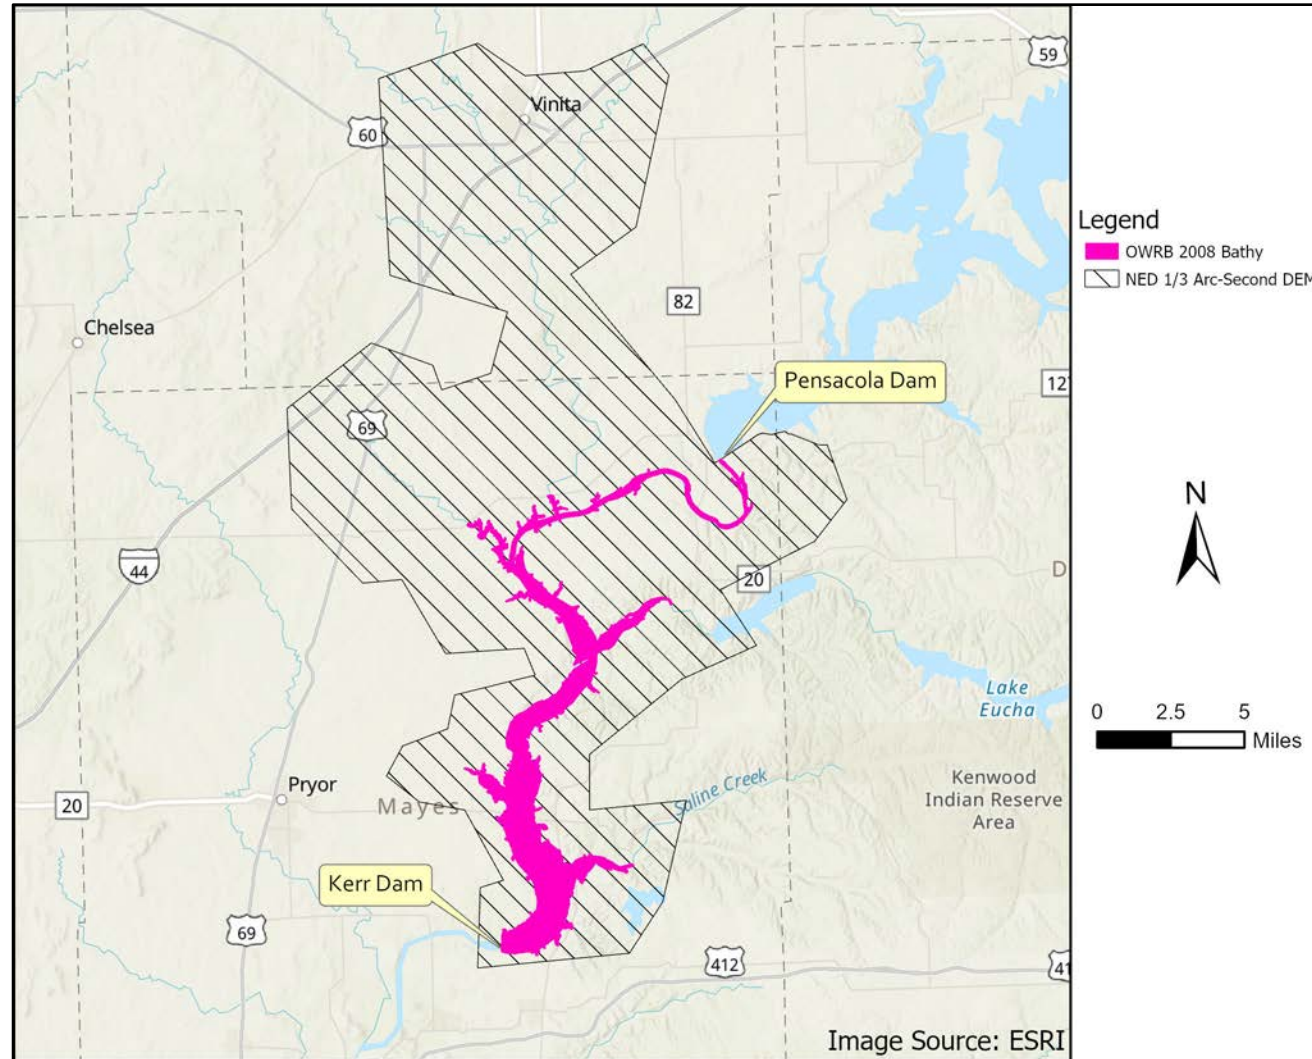 59
Vinita
60
Legend
OWRB 2008 Bathy
NED 1/3 Arc-Second DEM
82
Chelsea
Pensacola Dam
12
69
N
44
20
D
Lake
Eucha
0 2.5 5
Miles
Saline Creek
Kenwood
Indian Reserve
Area
Pryor
20
Mayes
Kerr Dam
69
412
41
Image Source: ESRI